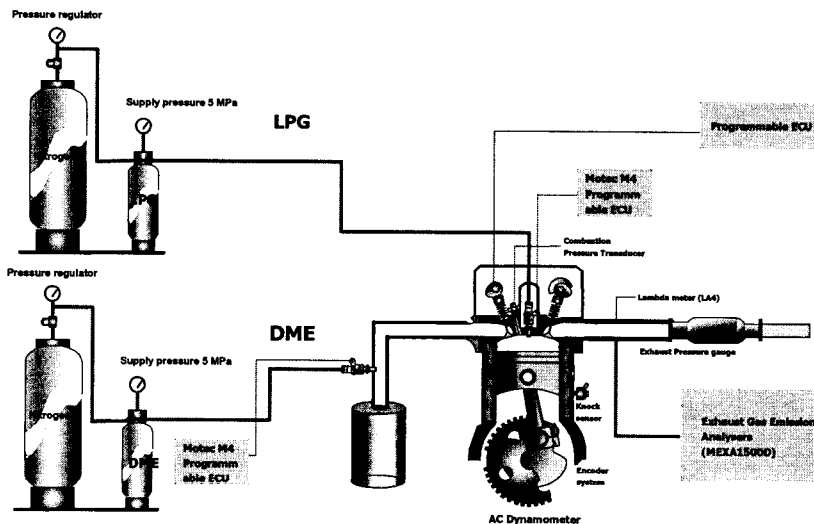 Pressure regulator
Supply pressure 5 MPa
LPG
Programmable ECU
Motec M4
Programm
able ECU
Combustion
Pressure Transducer
Pressure regulator
Lambda meter (LA4)
DME
Exhaust Pressure gauge
Supply pressure 5 MPa
Knock
sensor
Motec M4
Programm
able ECU
DME
Exhaust Gas Emission
Analysers
(MEXA1500D)
Encoder
system
AC Dynamometer